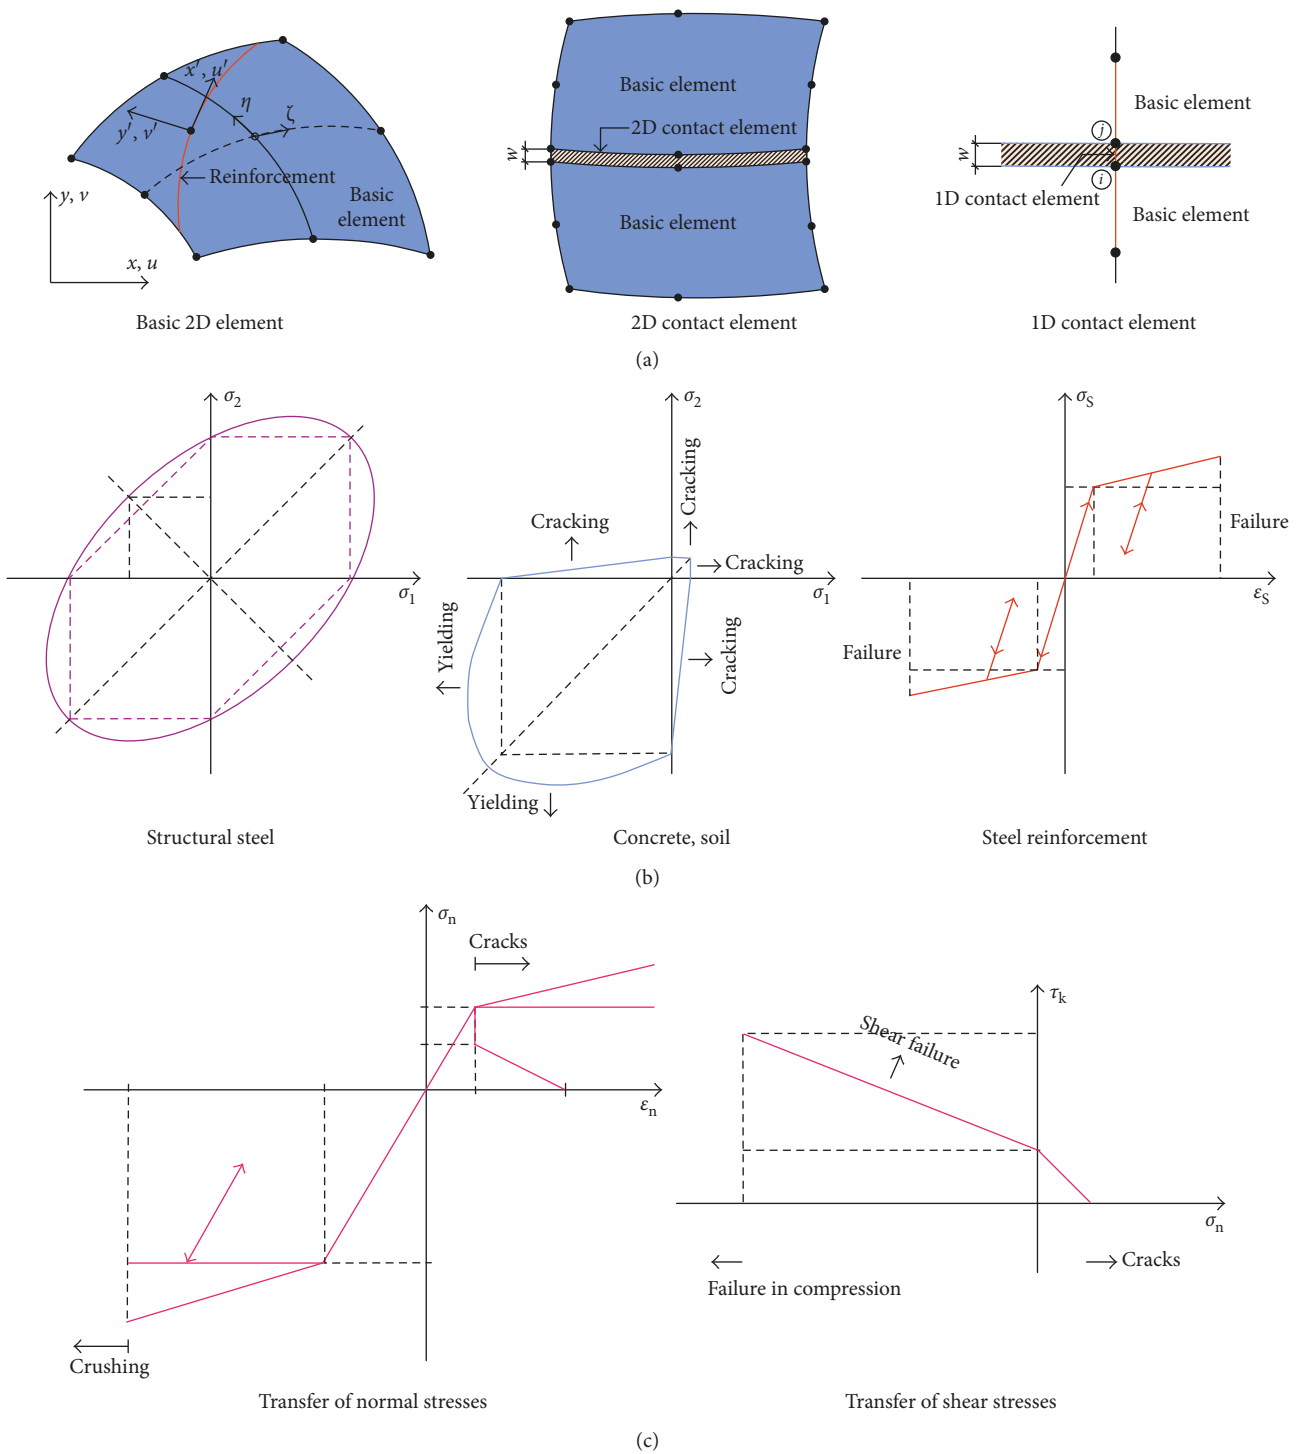 x′, u′
η
ζ
y′, v′
Reinforcement
Basic
element
y, v
x, u
Basic 2D element
Basic element
2D contact element
w
Basic element
2D contact element
Basic element
j
w
i
1D contact element
Basic element
1D contact element
(a)
σ2
σ1
Structural steel
σ2
Cracking
Cracking
Cracking
σ1
Yielding
Cracking
Yielding
Concrete, soil
σS
Failure
εS
Failure
Steel reinforcement
(b)
σn
Cracks
εn
Crushing
Transfer of normal stresses
τk
Shear failure
σn
Cracks
Failure in compression
Transfer of shear stresses
(c)